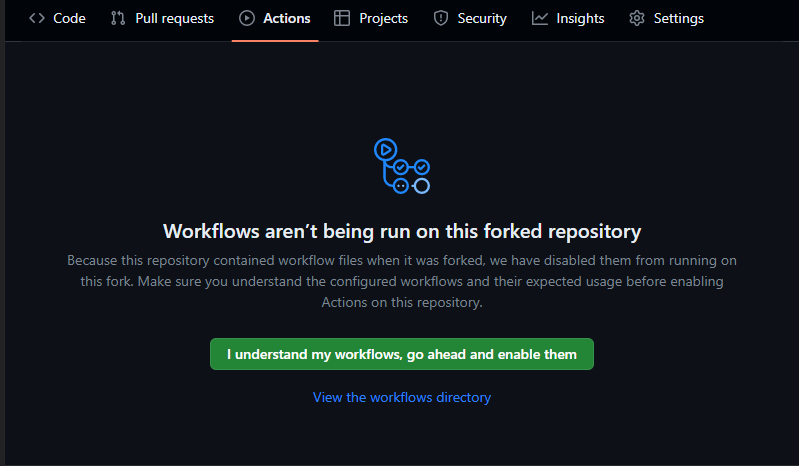 Code Pull requests Actions Projects Security Insights Settings
Workflows aren’t being run on this forked repository
Because this repository contained workflow files when it was forked, we have disabled them from running on
this fork. Make sure you understand the configured workflows and their expected usage before enabling
Actions on this repository.
I understand my workflows, go ahead and enable them
View the workflows directory